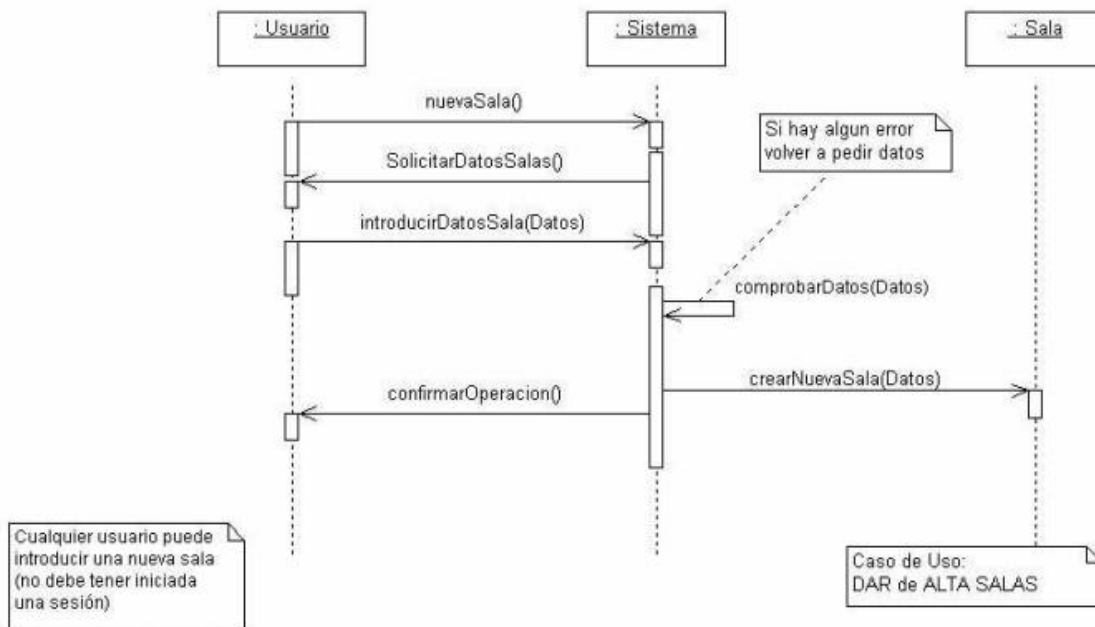 : Usuario
: Sistema
: Sala
nuevaSala()
Si hay algun error
volver a pedir datos
SolicitarDatosSalas()
introducirDatosSala(Datos)
comprobarDatos(Datos)
crearNuevaSala(Datos)
confirmarOperacion()
Cualquier usuario puede
introducir una nueva sala
(no debe tener iniciada
una sesión)
Caso de Uso:
DAR de ALTA SALAS